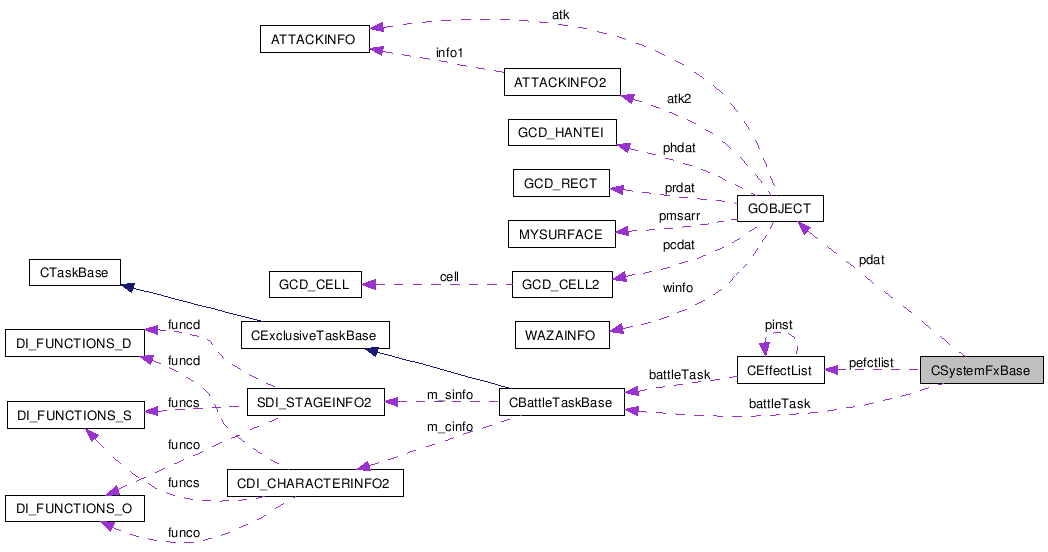 atk
ATTACKINFO
info1
ATTACKINFO2
atk2
GCD_HANTEI
phdat
GCD_RECT
prdat
GOBJECT
MYSURFACE
pmsarr
pcdat
pdat
CTaskBase
GCD_CELL
cell
GCD_CELL2
winfo
funcd
DI_FUNCTIONS_D
CExclusiveTaskBase
WAZAINFO
pinst
funcd
battleTask
CEffectList
pefctlist
CSystemFxBase
funcs
SDI_STAGEINFO2
m_sinfo
CBattleTaskBase
battleTask
DI_FUNCTIONS_S
m_cinfo
funco
funcs
CDI_CHARACTERINFO2
DI_FUNCTIONS_O
funco